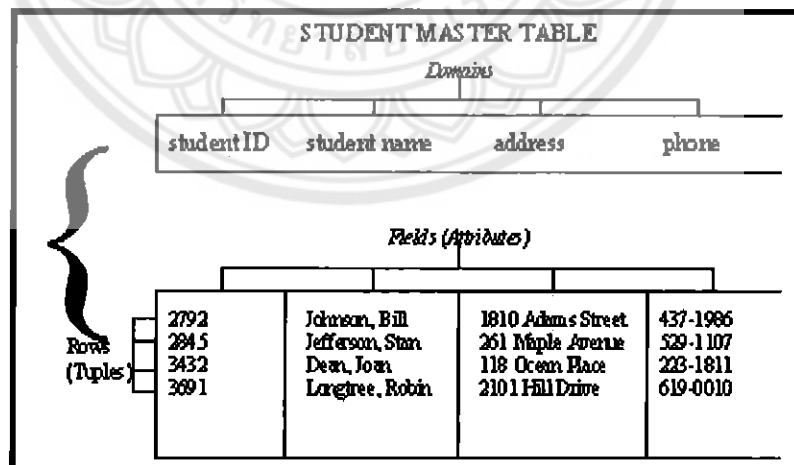 STUDENT MASTER TABLE
Domains
student ID student name address phone
Fields (Attributes)
Rows
(Tuples)
2792 Johnson, Bill 1810 Adams Street 437-1986
2845 Jefferson, Stan 261 Maple Avenue 529-1107
3432 Dean, Joan 118 Ocean Place 223-1811
3691 Longtree, Robin 2101 Hill Drive 619-0010